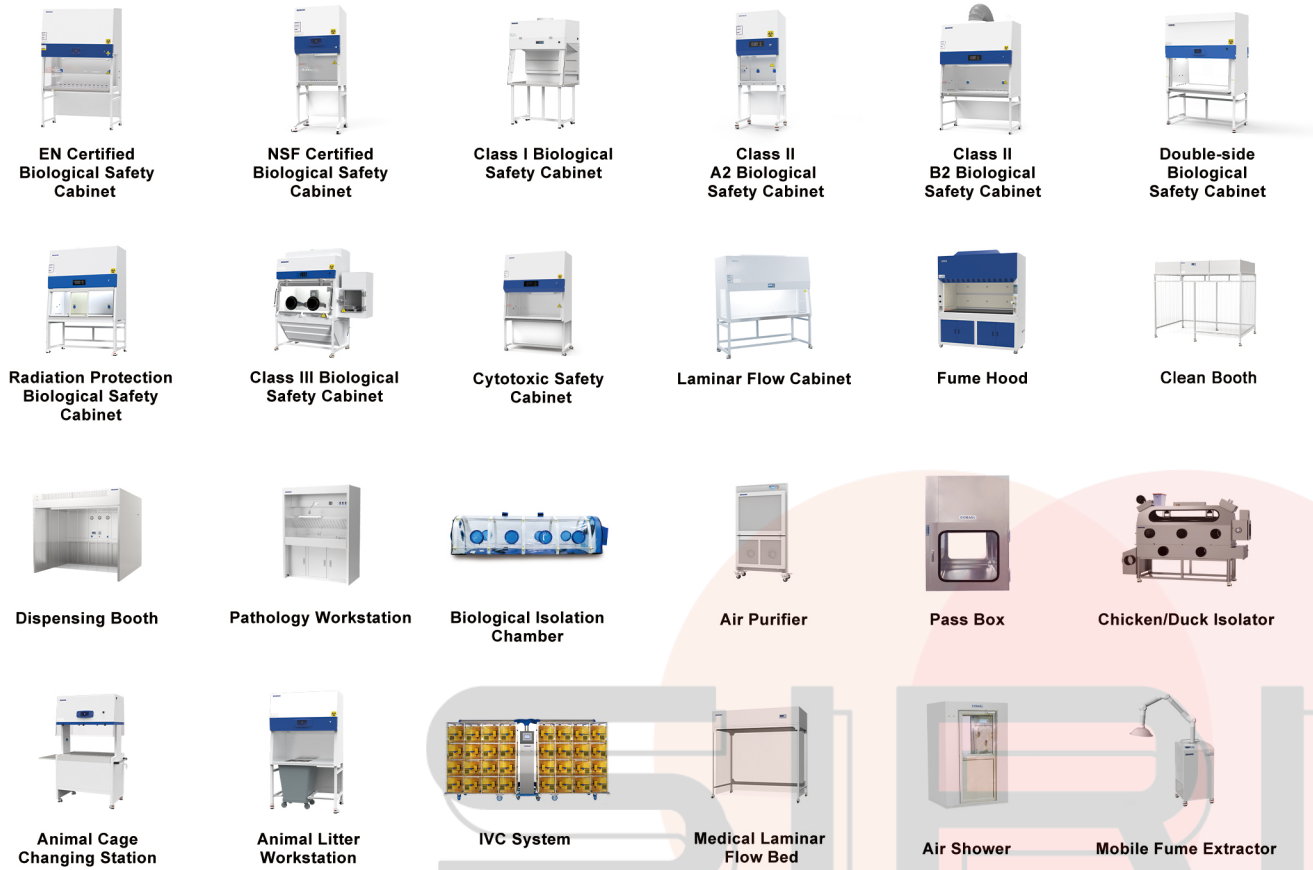 EN Certified
Biological Safety
Cabinet
NSF Certified
Biological Safety
Cabinet
Class I Biological
Safety Cabinet
Class II
A2 Biological
Safety Cabinet
Class II
B2 Biological
Safety Cabinet
Double-side
Biological
Safety Cabinet
Radiation Protection
Biological Safety
Cabinet
Class III Biological
Safety Cabinet
Cytotoxic Safety
Cabinet
Laminar Flow Cabinet
Fume Hood
Clean Booth
Dispensing Booth
Pathology Workstation
Biological Isolation
Chamber
Air Purifier
Pass Box
Chicken/Duck Isolator
Animal Cage
Changing Station
Animal Litter
Workstation
IVC System
Medical Laminar
Flow Bed
Air Shower
Mobile Fume Extractor